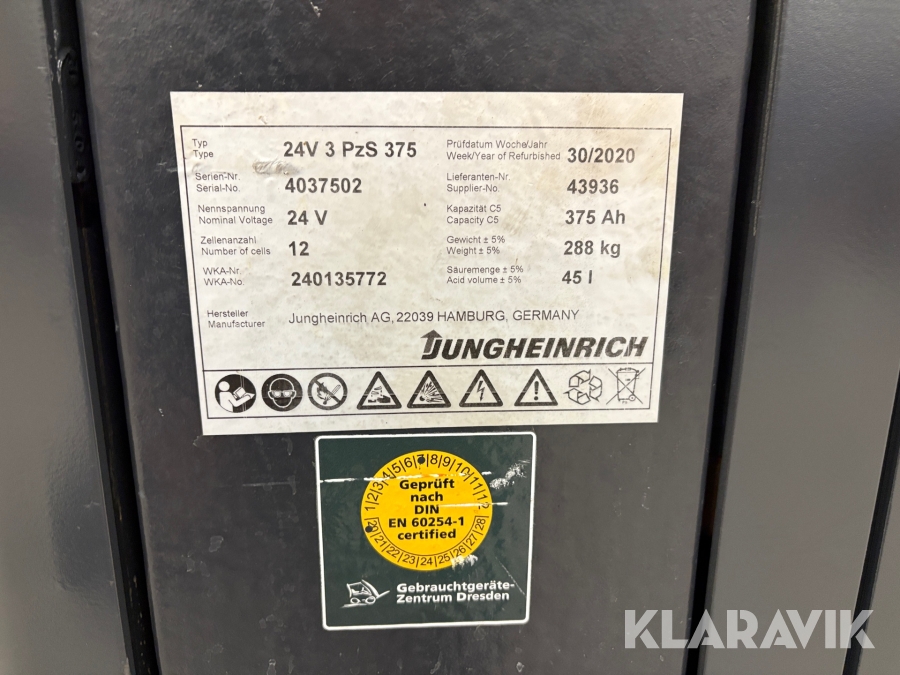 Typ
Type
24V 3 PzS 375
Prüfdatum Woche/Jahr
Week/Year of Refurbished
30/2020
Serien-Nr.
Serial-No.
4037502
Lieferanten-Nr.
Supplier-No.
43936
Nennspannung
Nominal Voltage
24 V
Kapazität C5
Capacity C5
375 Ah
Zellenanzahl
Number of cells
12
Gewicht ± 5%
Weight ± 5%
288 kg
WKA-Nr.
WKA-No.
240135772
Säuremenge ± 5%
Acid volume ± 5%
45 l
Hersteller
Manufacturer
Jungheinrich AG, 22039 HAMBURG, GERMANY
JUNGHEINRICH
1 2 3 4 5 6 8 9 10 11 12
Geprüft
nach
DIN
EN 60254-1
certified
20 21 22 23 24 25 26 27 28
Gebrauchtgeräte-
Zentrum Dresden
KLARAVIK